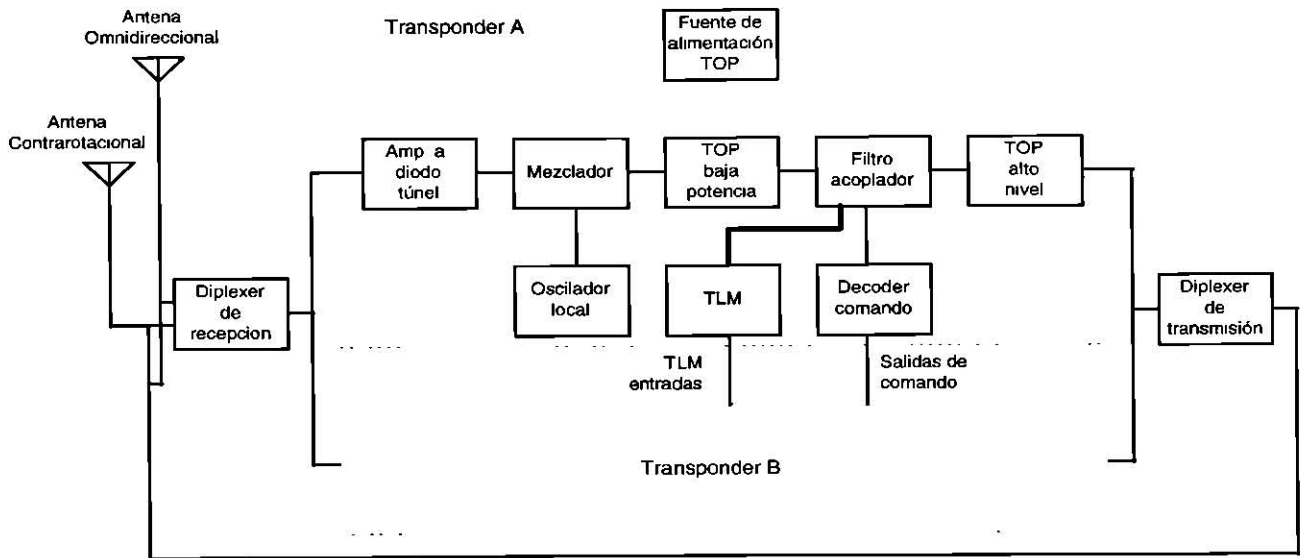 Antena
Omnidireccional
Transponder A
Fuente de
alimentación
TOP
Antena
Contrarotacional
Amp a
diodo
túnel
Mezclador
TOP
baja
potencia
Filtro
acoplador
TOP
alto
nivel
Diplexer
de
recepcion
Oscilador
local
TLM
Decoder
comando
Diplexer
de
transmisión
TLM
entradas
Salidas de
comando
Transponder B